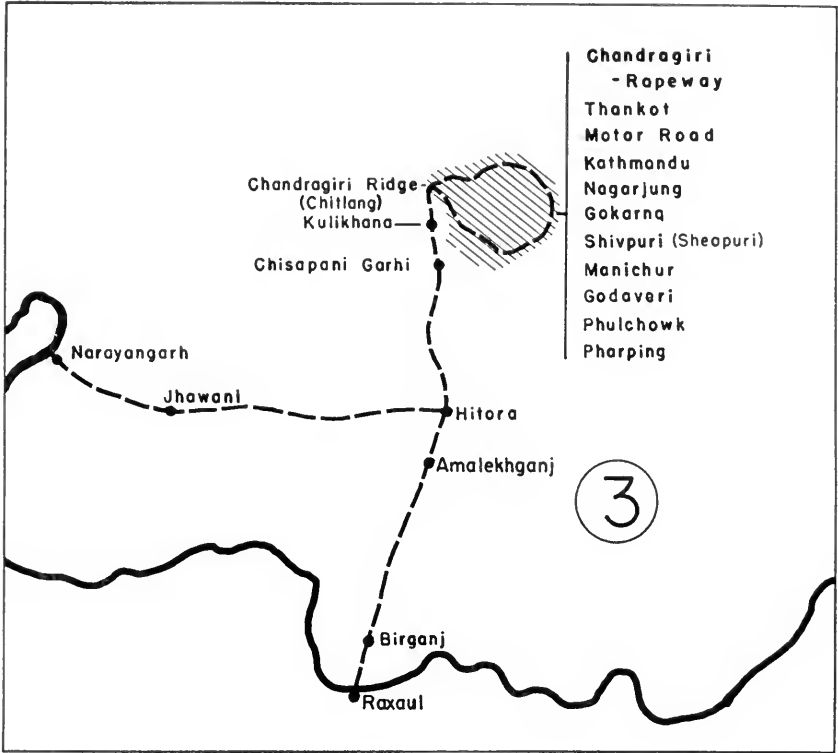 Chandragiri
- Ropeway
Thankot
Motor Road
Kathmandu
Nagarjung
Gokarna
Shivpuri (Sheopuri)
Manichur
Godaveri
Phulchowk
Pharping
Chandragiri Ridge
(Chitlang)
Kulikhana
Chisapani Garhi
Narayangarh
Jhawani
Hitora
Amalekhganj
3
Birganj
Raxaul